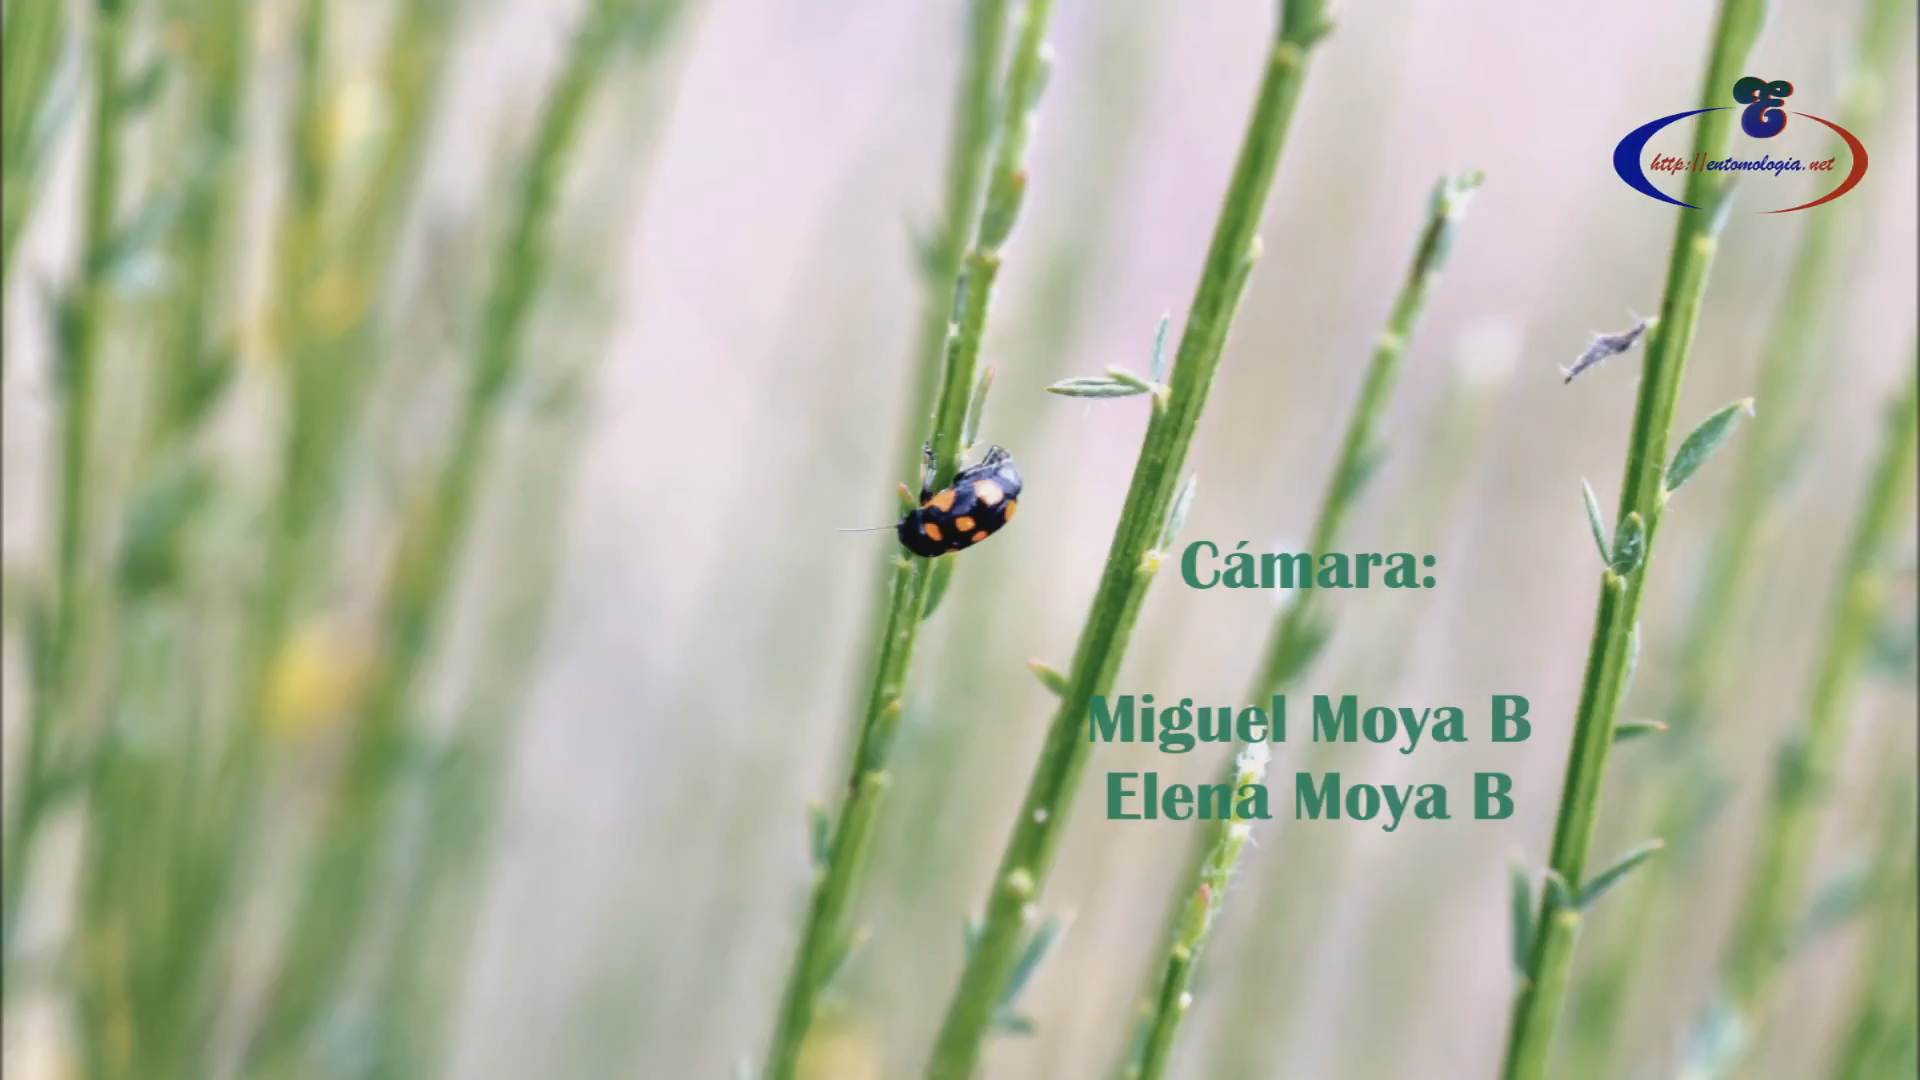 E
http://entomologia.net
Cámara:
Miguel Moya B
Elena Moya B